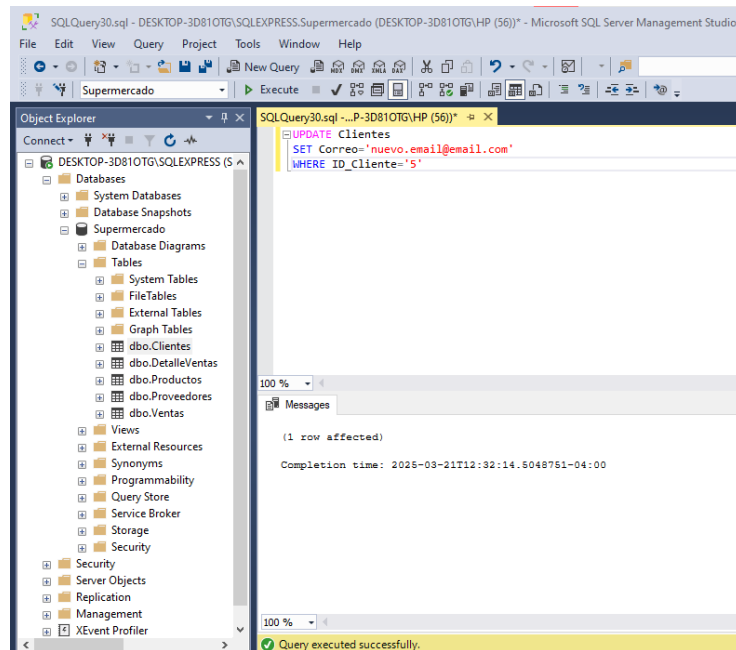 SQLQuery30.sql - DESKTOP-3D81OTG\SQLEXPRESS.Supermercado (DESKTOP-3D81OTG\HP (56))* - Microsoft SQL Server Management Studio
File Edit View Query Project Tools Window Help
New Query MDX DMX XMLA DAX
Supermercado Execute
Object Explorer
Connect
DESKTOP-3D81OTG\SQLEXPRESS (S
Databases
System Databases
Database Snapshots
Supermercado
Database Diagrams
Tables
System Tables
FileTables
External Tables
Graph Tables
dbo.Clientes
dbo.DetalleVentas
dbo.Productos
dbo.Proveedores
dbo.Ventas
Views
External Resources
Synonyms
Programmability
Query Store
Service Broker
Storage
Security
Security
Server Objects
Replication
Management
XEvent Profiler
SQLQuery30.sql -...P-3D81OTG\HP (56))*
UPDATE Clientes
SET Correo='nuevo.email@email.com'
WHERE ID_Cliente='5'
100 %
Messages
(1 row affected)
Completion time: 2025-03-21T12:32:14.5048751-04:00
100 %
Query executed successfully.